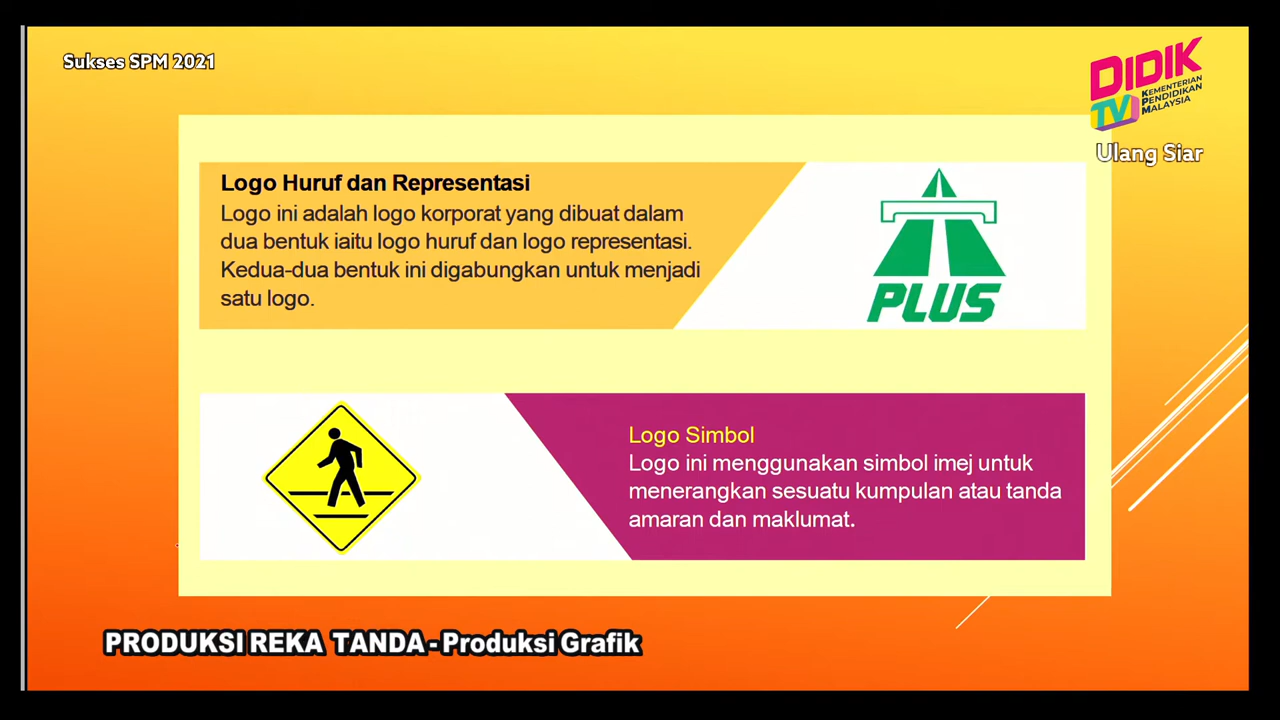 Sukses SPM 2021
DIDIK
TV
KEMENTERIAN
PENDIDIKAN
MALAYSIA
Ulang Siar
Logo Huruf dan Representasi
Logo ini adalah logo korporat yang dibuat dalam
dua bentuk iaitu logo huruf dan logo representasi.
Kedua-dua bentuk ini digabungkan untuk menjadi
satu logo.
PLUS
Logo Simbol
Logo ini menggunakan simbol imej untuk
menerangkan sesuatu kumpulan atau tanda
amaran dan maklumat.
PRODUKSI REKA TANDA - Produksi Grafik